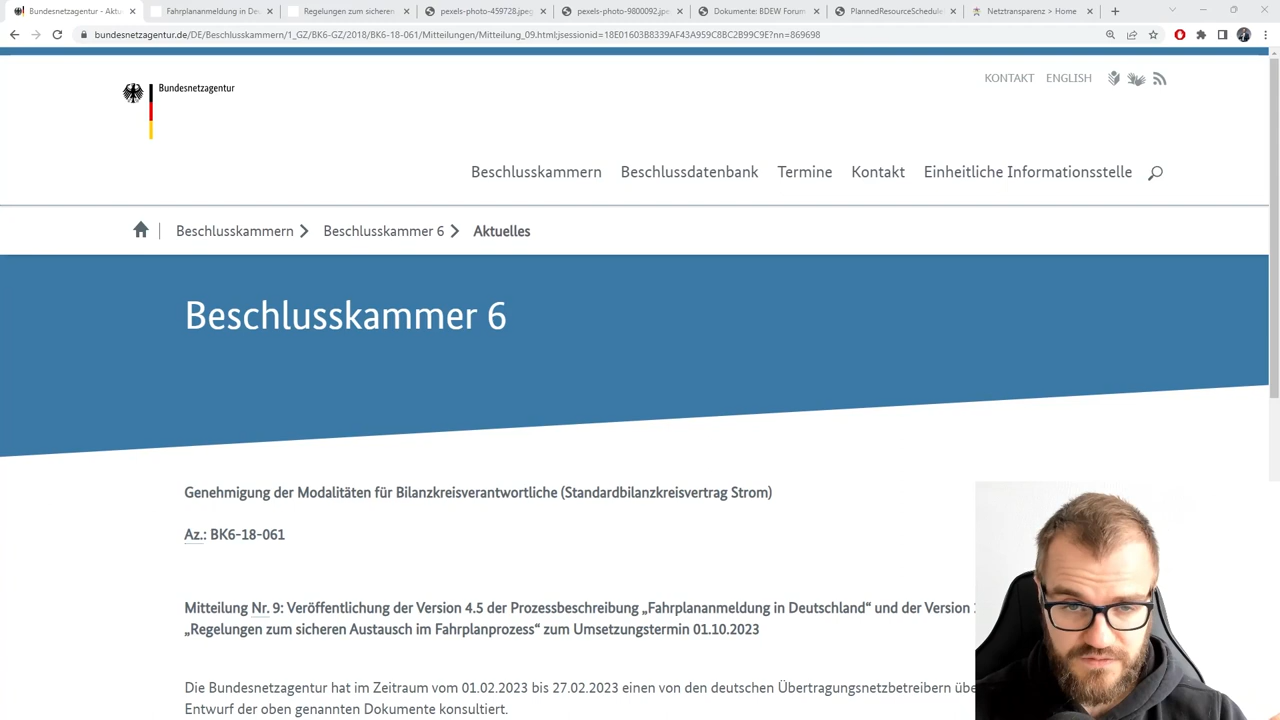 Bundesnetzagentur - Aktu
Fahrplananmeldung in De
Regelungen zum sicheren
pexels-photo-459728.jpeg
pexels-photo-9800092.jpe
Dokumente: BDEW Forum
PlannedResourceSchedule
Netztransparenz > Home
bundesnetzagentur.de/DE/Beschlusskammern/1_GZ/BK6-GZ/2018/BK6-18-061/Mitteilungen/Mitteilung_09.html;jsessionid=18E01603B8339AF43A959C8BC2B99C9E?nn=869698
KONTAKT ENGLISH
Bundesnetzagentur
Beschlusskammern Beschlussdatenbank Termine Kontakt Einheitliche Informationsstelle
Beschlusskammern Beschlusskammer 6 Aktuelles
Beschlusskammer 6
Genehmigung der Modalitäten für Bilanzkreisverantwortliche (Standardbilanzkreisvertrag Strom)
Az.: BK6-18-061
Mitteilung Nr. 9: Veröffentlichung der Version 4.5 der Prozessbeschreibung „Fahrplananmeldung in Deutschland“ und der Version
„Regelungen zum sicheren Austausch im Fahrplanprozess“ zum Umsetzungstermin 01.10.2023
Die Bundesnetzagentur hat im Zeitraum vom 01.02.2023 bis 27.02.2023 einen von den deutschen Übertragungsnetzbetreibern übe
Entwurf der oben genannten Dokumente konsultiert.